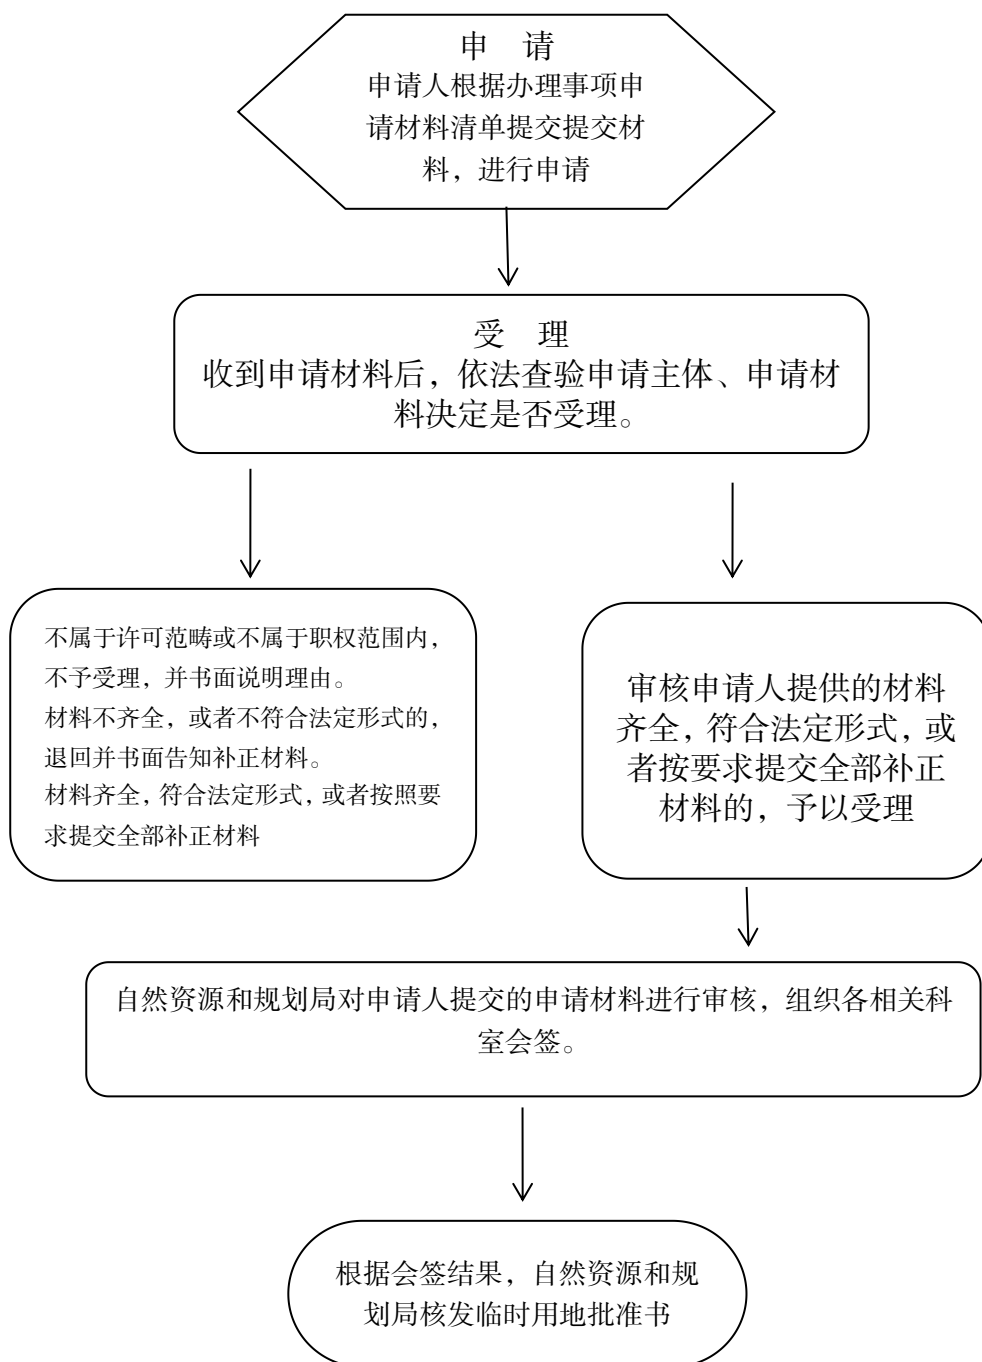 申　请
申请人根据办理事项申
请材料清单提交提交材
料，进行申请
受　理
收到申请材料后，依法查验申请主体、申请材
料决定是否受理。
不属于许可范畴或不属于职权范围内，
不予受理，并书面说明理由。
材料不齐全，或者不符合法定形式的，
退回并书面告知补正材料。
材料齐全，符合法定形式，或者按照要
求提交全部补正材料
审核申请人提供的材料
齐全，符合法定形式，或
者按要求提交全部补正
材料的，予以受理
自然资源和规划局对申请人提交的申请材料进行审核，组织各相关科
室会签。
根据会签结果，自然资源和规
划局核发临时用地批准书